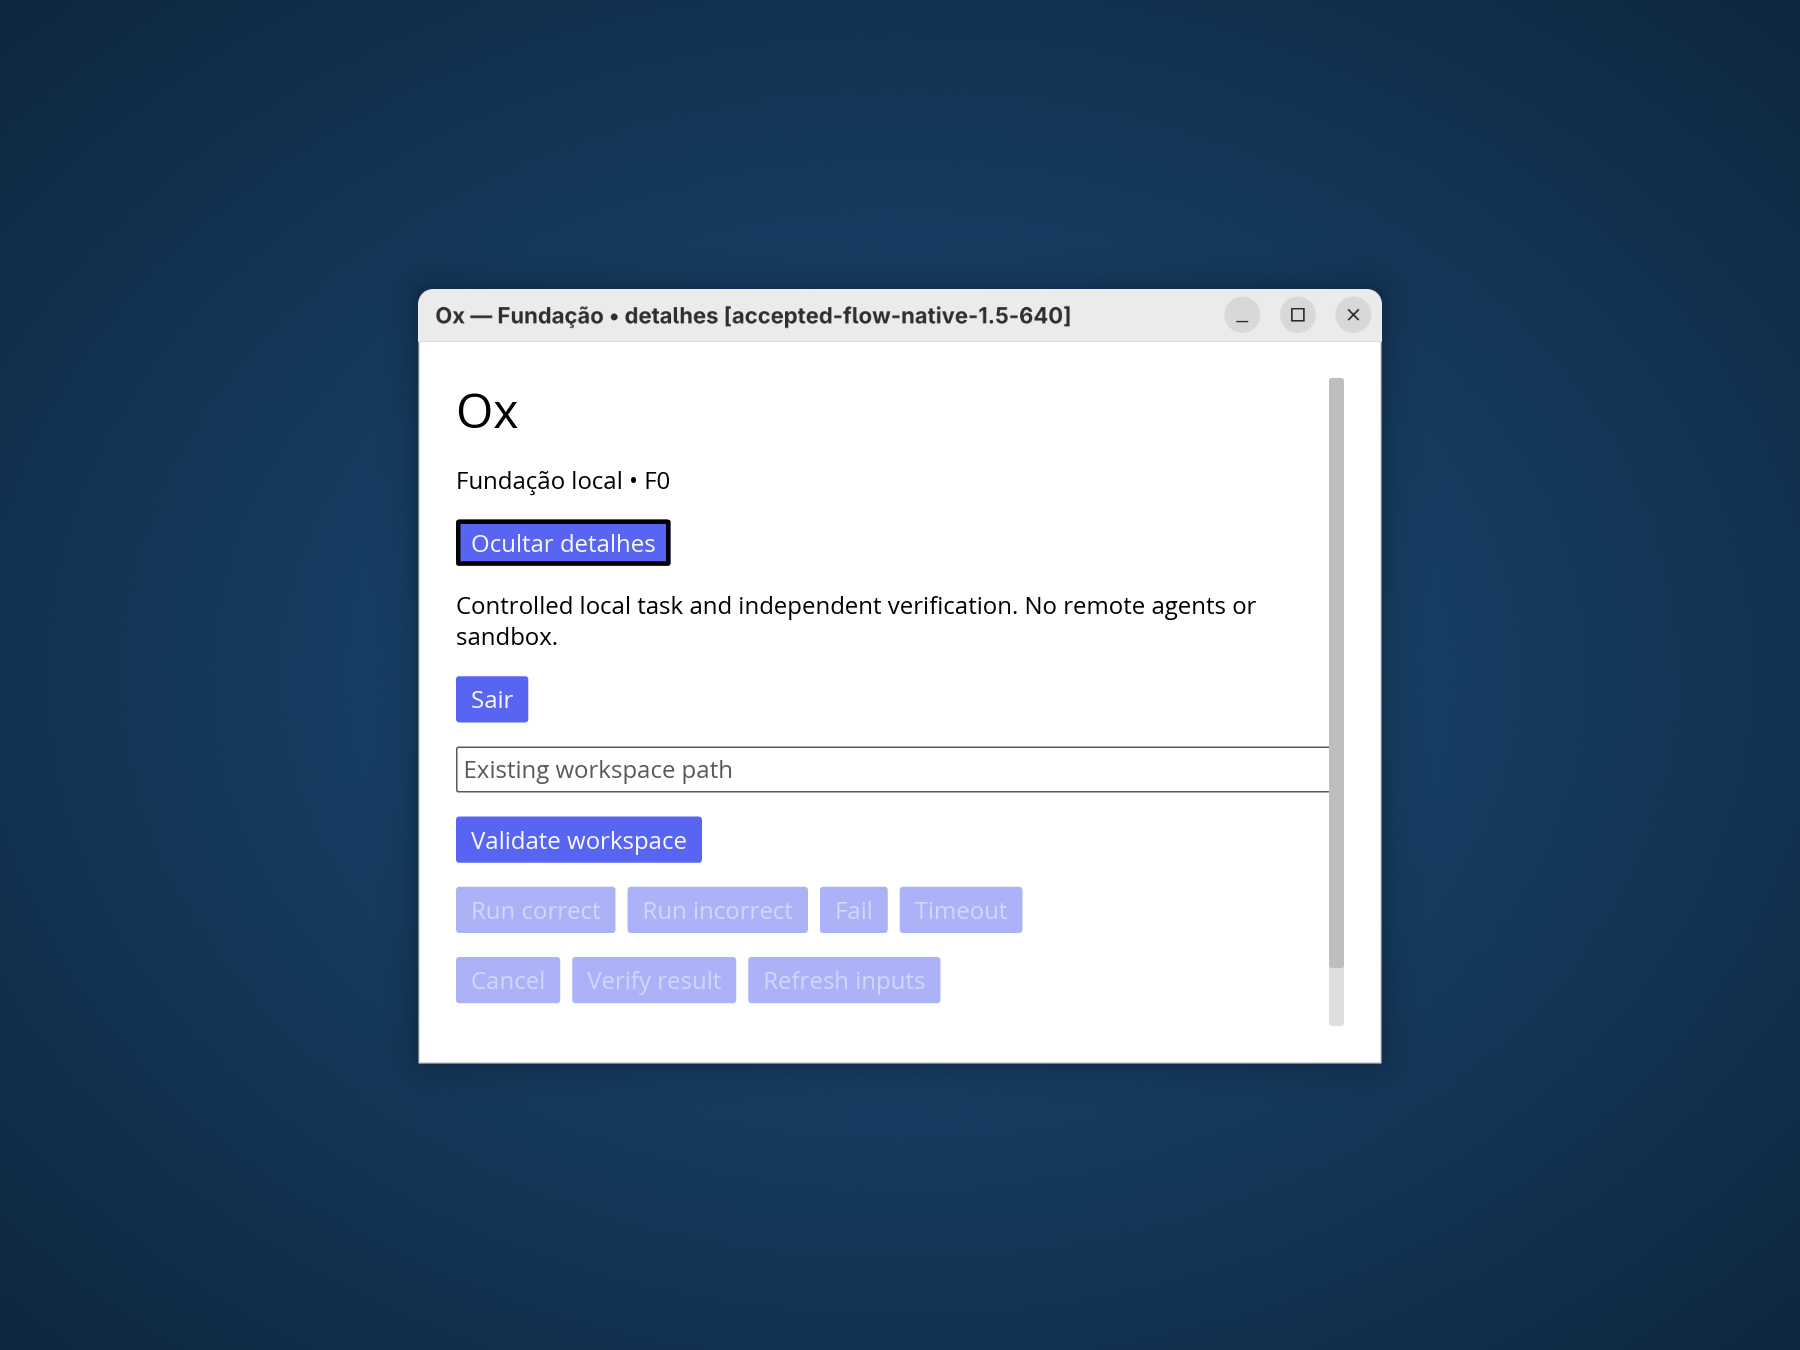 Ox — Fundação • detalhes [accepted-flow-native-1.5-640]
Ox
Fundação local • F0
Ocultar detalhes
Controlled local task and independent verification. No remote agents or
sandbox.
Sair
Existing workspace path
Validate workspace
Run correct Run incorrect Fail Timeout
Cancel Verify result Refresh inputs